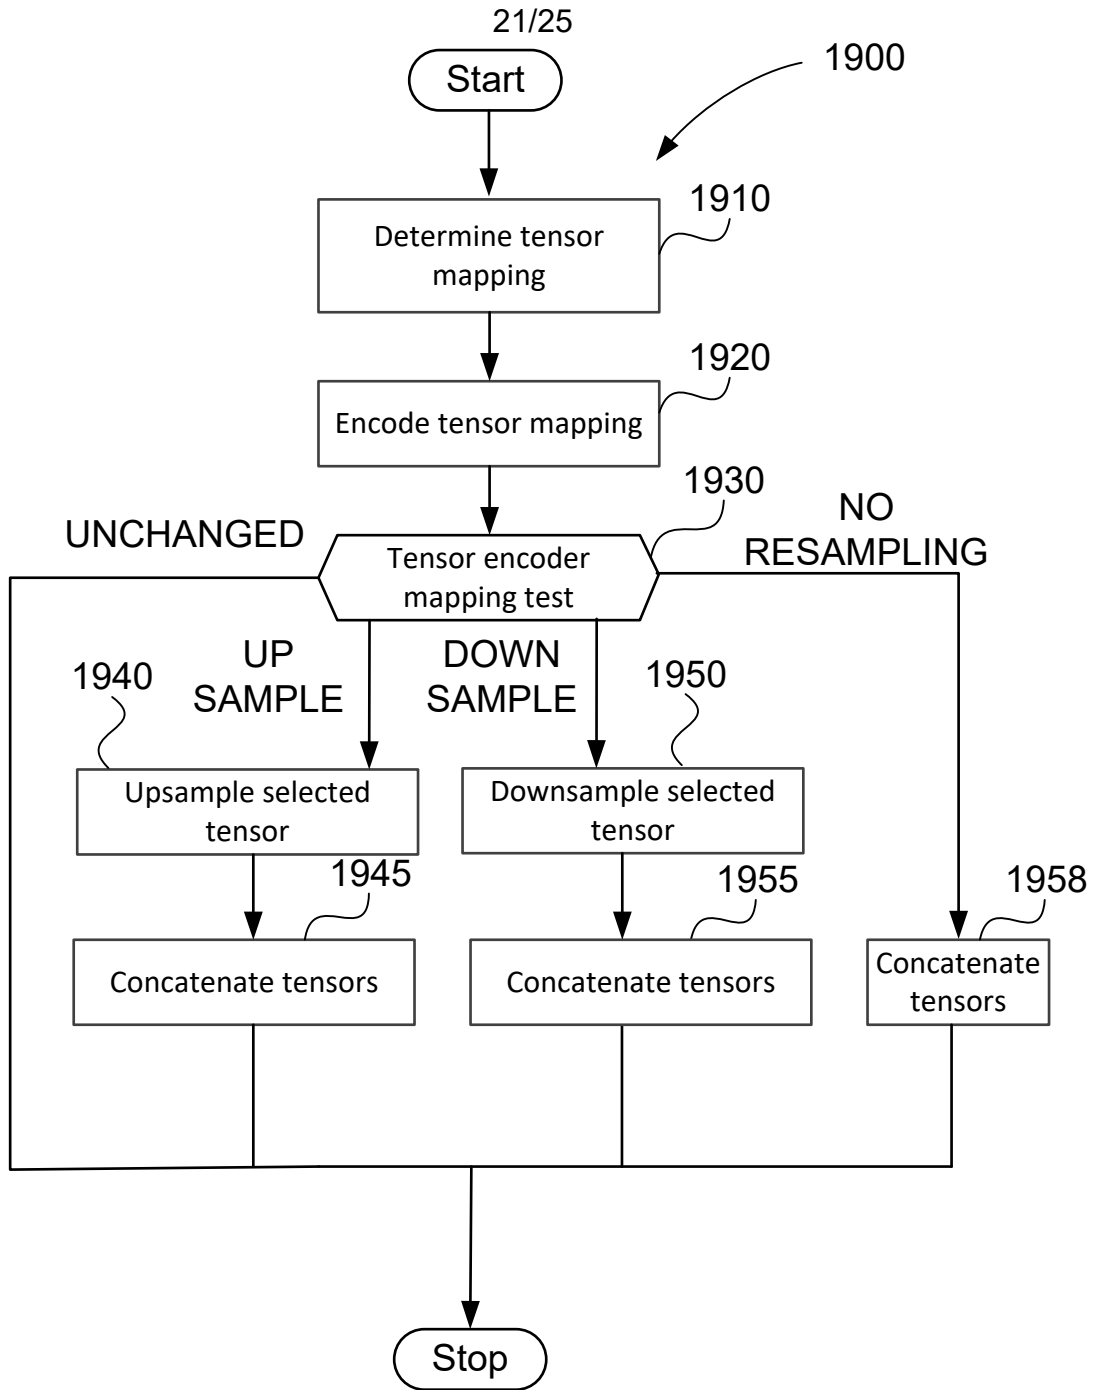 21/25
Start
1900
1910
Determine tensor
mapping
1920
Encode tensor mapping
1930
UNCHANGED
NO
RESAMPLING
Tensor encoder
mapping test
UP
SAMPLE
DOWN
SAMPLE
1940
1950
Upsample selected
tensor
Downsample selected
tensor
1945
1955
1958
Concatenate tensors
Concatenate tensors
Concatenate
tensors
Stop